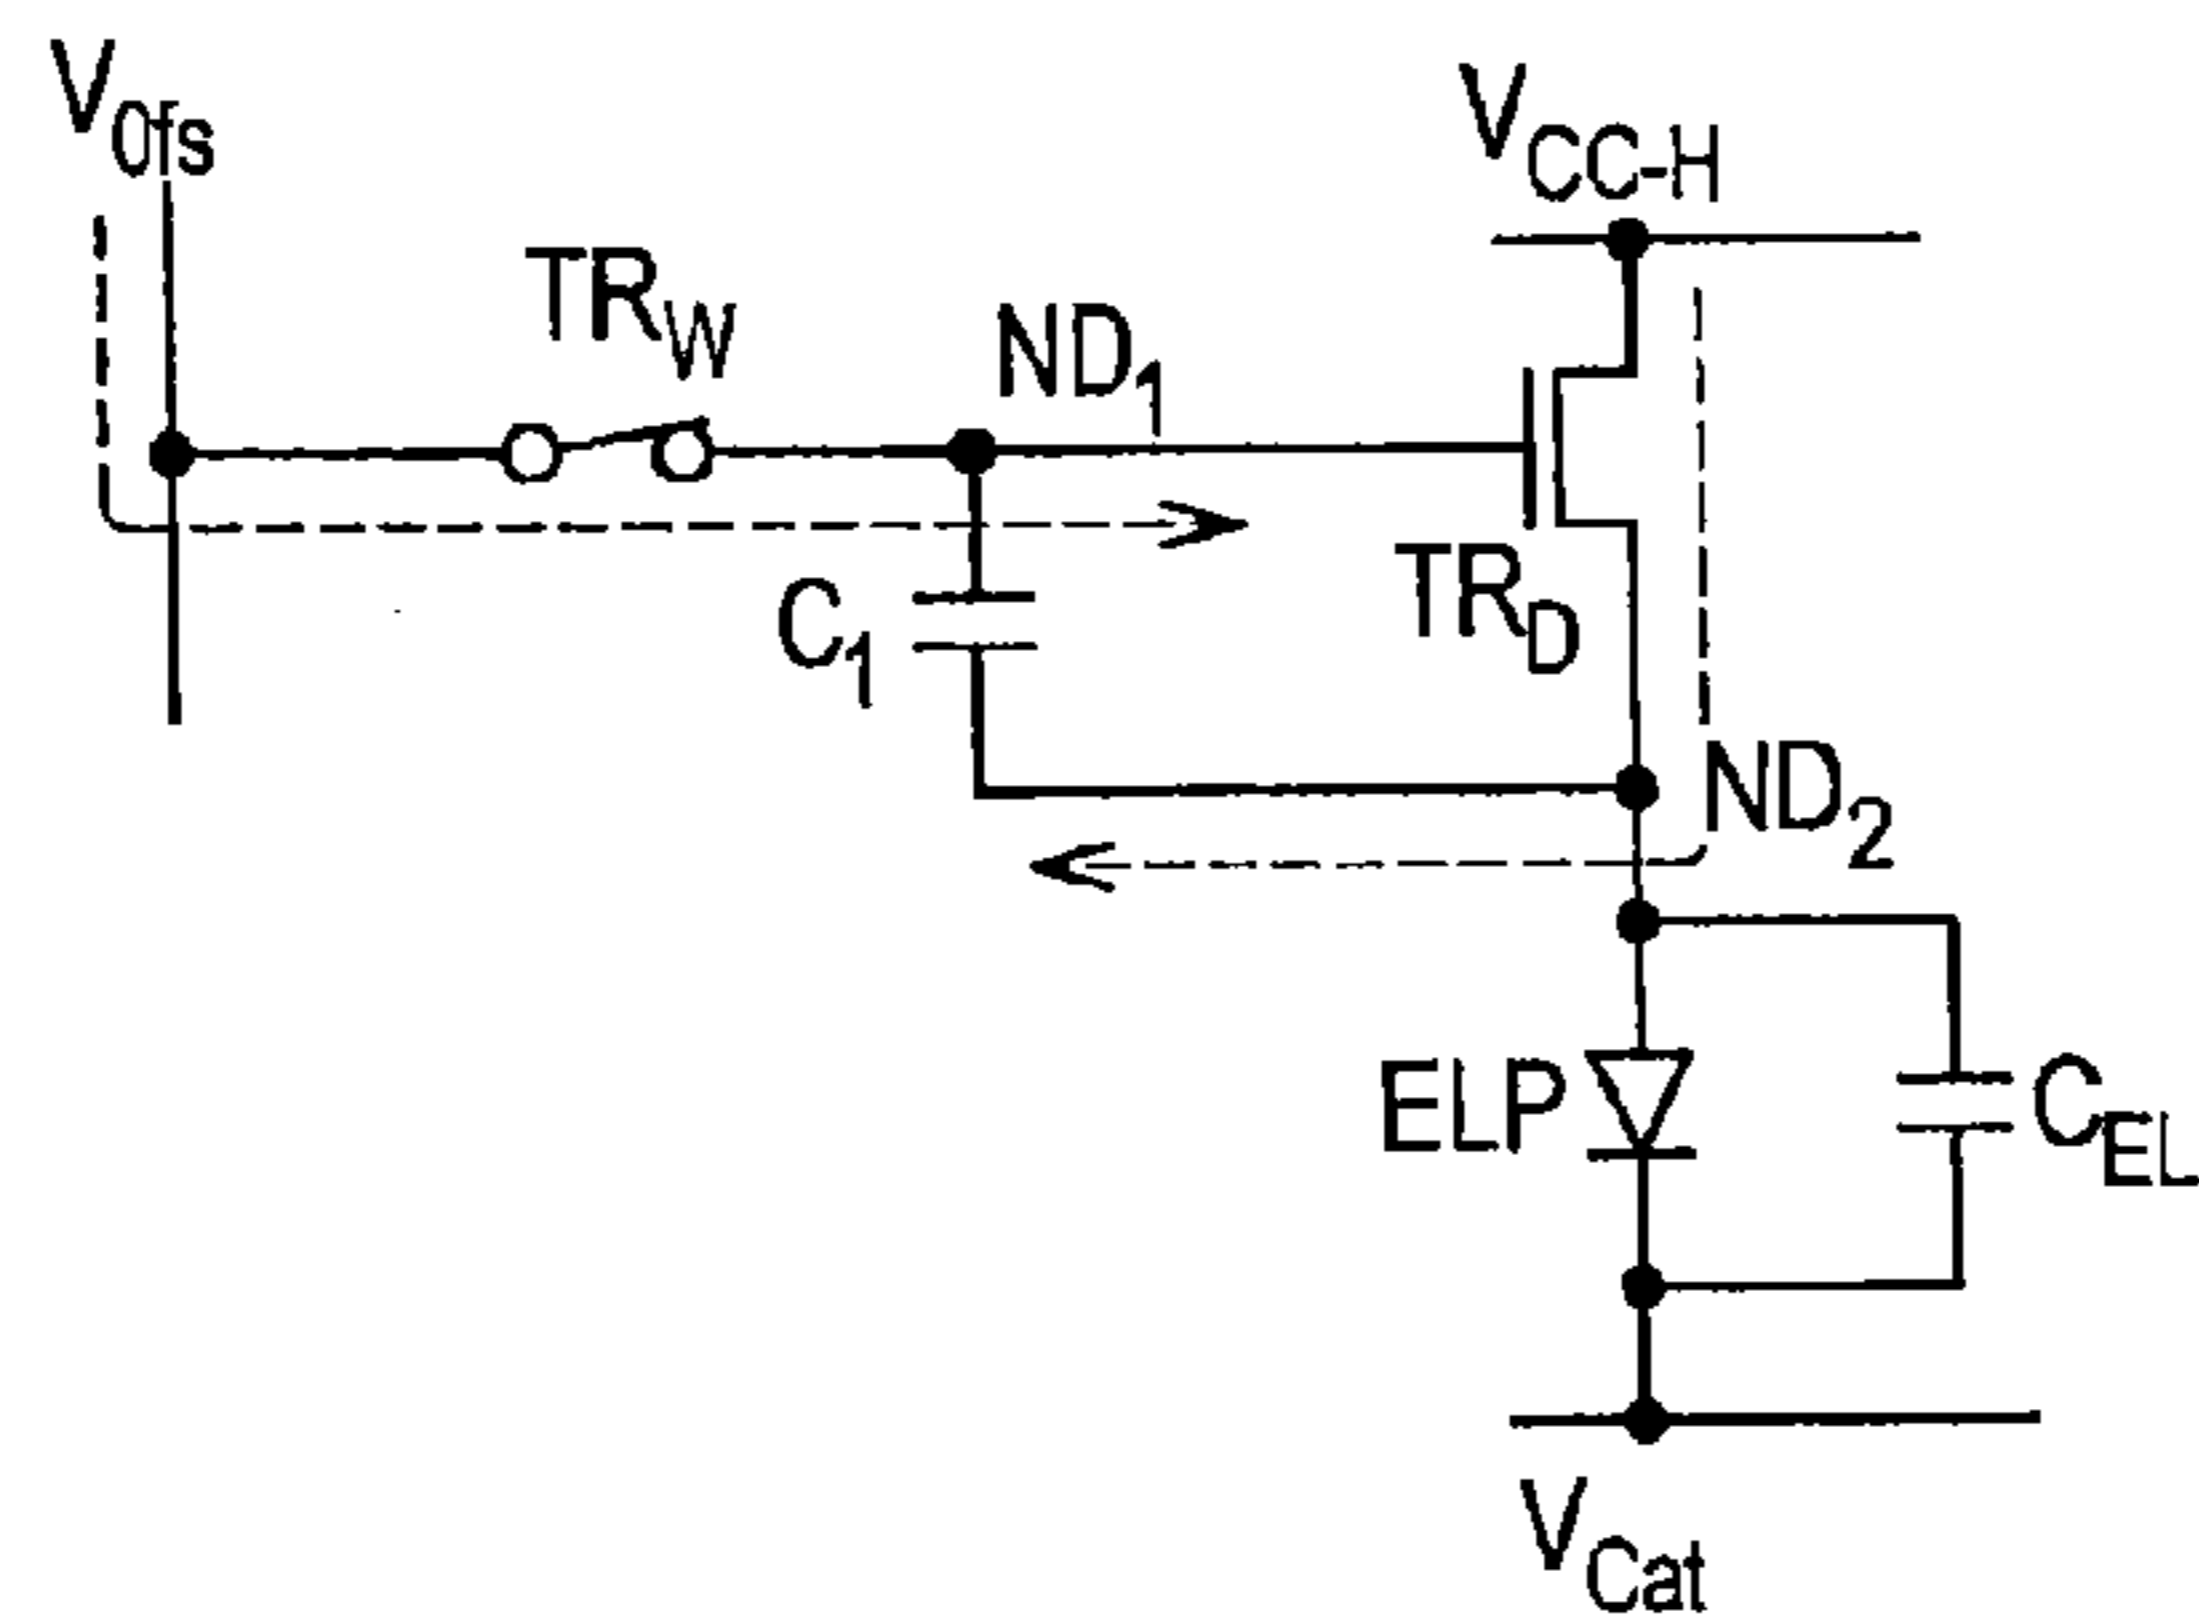 V0fs
VCC-H
TRW
ND1
C1
TRD
ND2
ELP
CEL
VCat